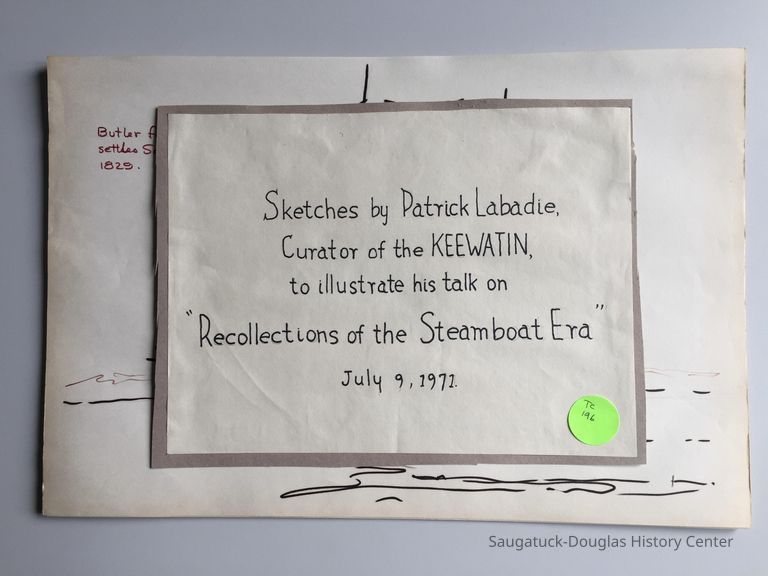 Butler
settles S
1829.
Sketches by Patrick Labadie,
Curator of the KEEWATIN,
to illustrate his talk on
"Recollections of the Steamboat Era"
July 9, 1971.
TC
196
Saugatuck-Douglas History Center